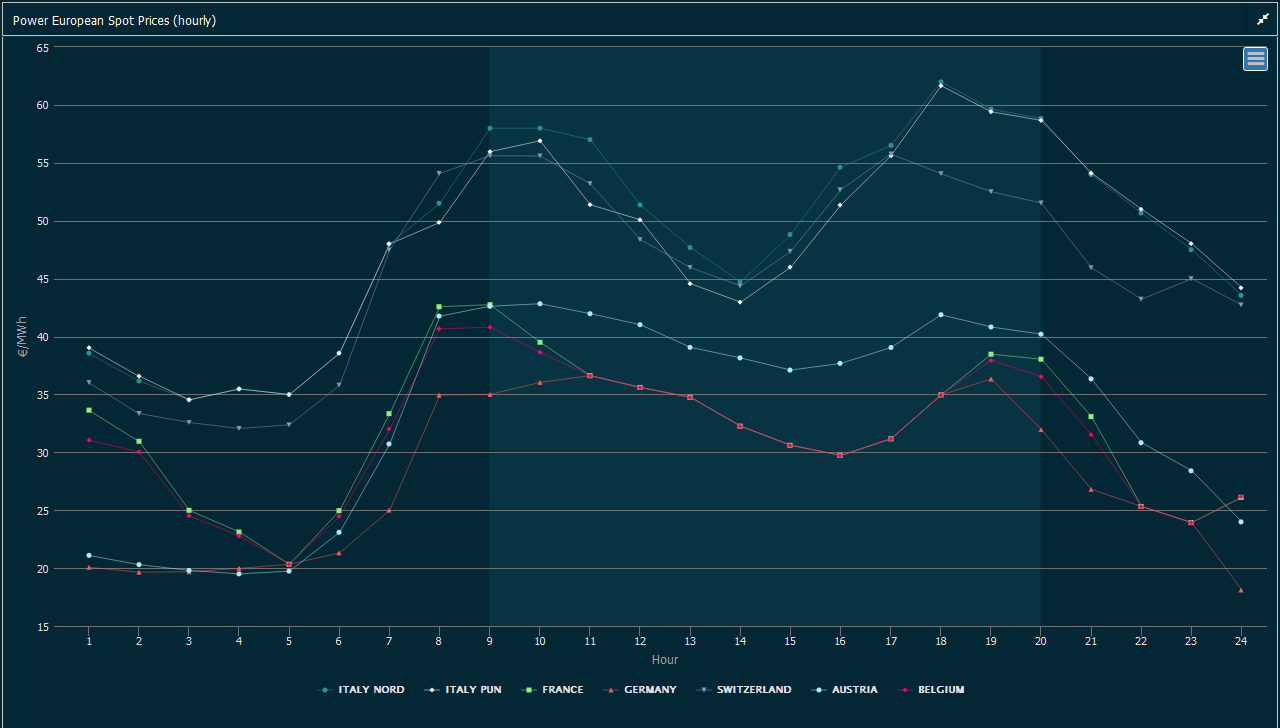 Power European Spot Prices (hourly)
65
60
55
50
45
40
35
30
25
20
15
€/MWh
1 2 3 4 5 6 7 8 9 10 11 12 13 14 15 16 17 18 19 20 21 22 23 24
Hour
ITALY NORD ITALY PUN FRANCE GERMANY SWITZERLAND AUSTRIA BELGIUM